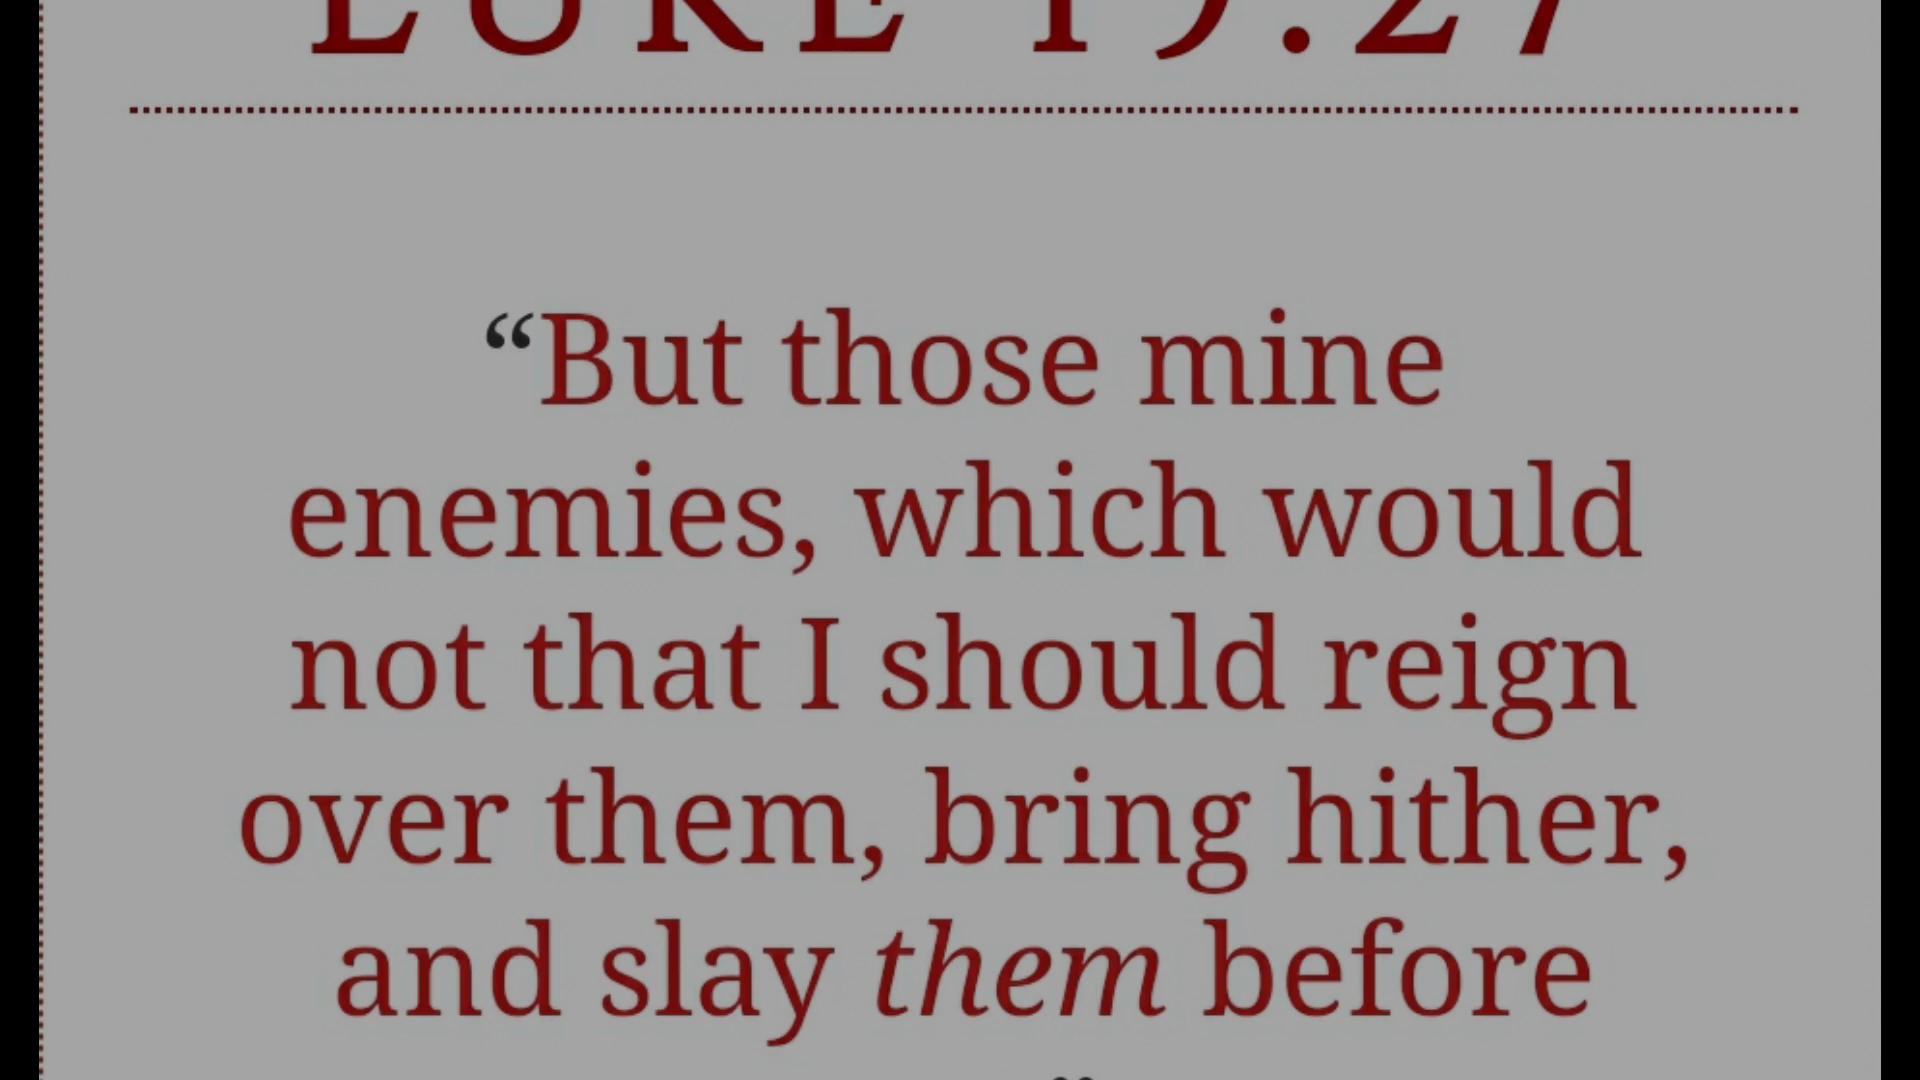 LUKE 19:27
“But those mine
enemies, which would
not that I should reign
over them, bring hither,
and slay them before